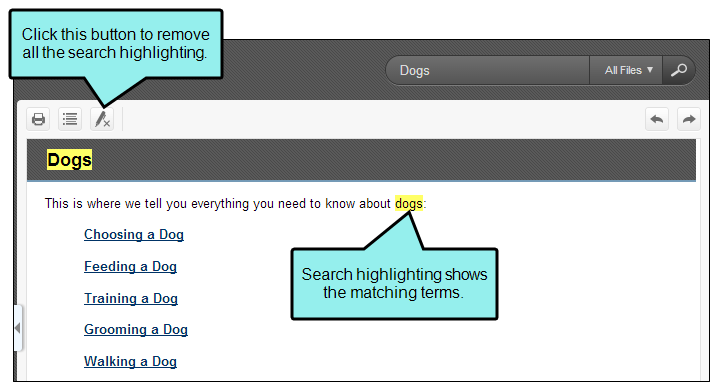 Click this button to remove
all the search highlighting.
Dogs
All Files
Dogs
This is where we tell you everything you need to know about dogs:
Choosing a Dog
Feeding a Dog
Search highlighting shows
the matching terms.
Training a Dog
Grooming a Dog
Walking a Dog